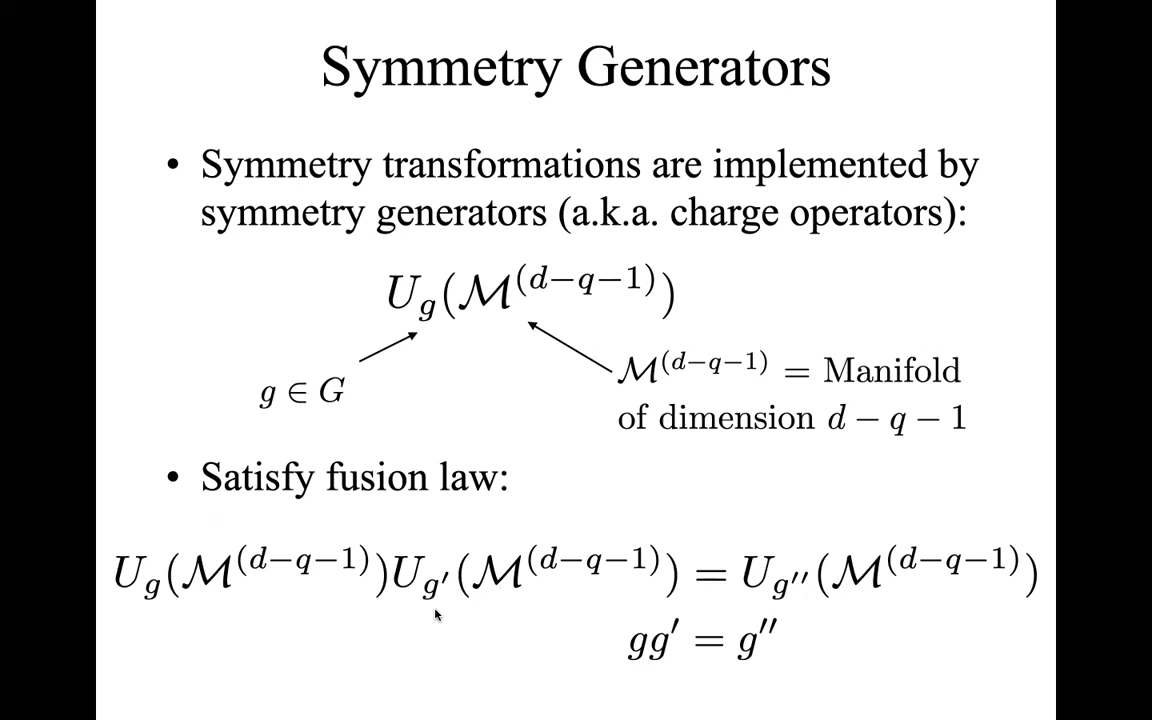 Symmetry Generators
• Symmetry transformations are implemented by
symmetry generators (a.k.a. charge operators):
U_g(ℳ^{(d−q−1)})
g ∈ G
ℳ^{(d−q−1)} = Manifold
of dimension d − q − 1
• Satisfy fusion law:
U_g(ℳ^{(d−q−1)})U_{g′}(ℳ^{(d−q−1)}) = U_{g″}(ℳ^{(d−q−1)})
gg′ = g″